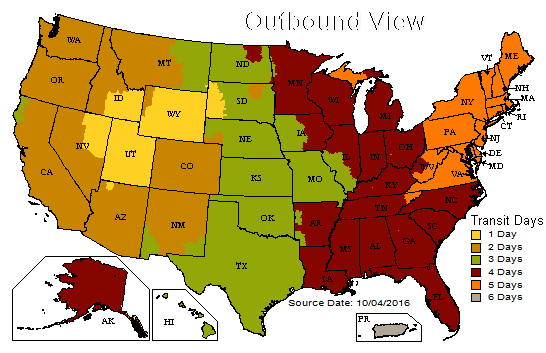 Outbound View
WA
OR
CA
NV
ID
MT
WY
UT
CO
AZ
NM
ND
SD
NE
KS
OK
TX
MN
IA
MO
AR
LA
WI
IL
MI
IN
OH
KY
TN
MS
AL
GA
FL
SC
NC
VA
WV
PA
NY
VT
ME
NH
MA
RI
CT
NJ
DE
MD
AK
HI
PR
Transit Days
1 Day
2 Days
3 Days
4 Days
5 Days
6 Days
Source Date: 10/04/2016